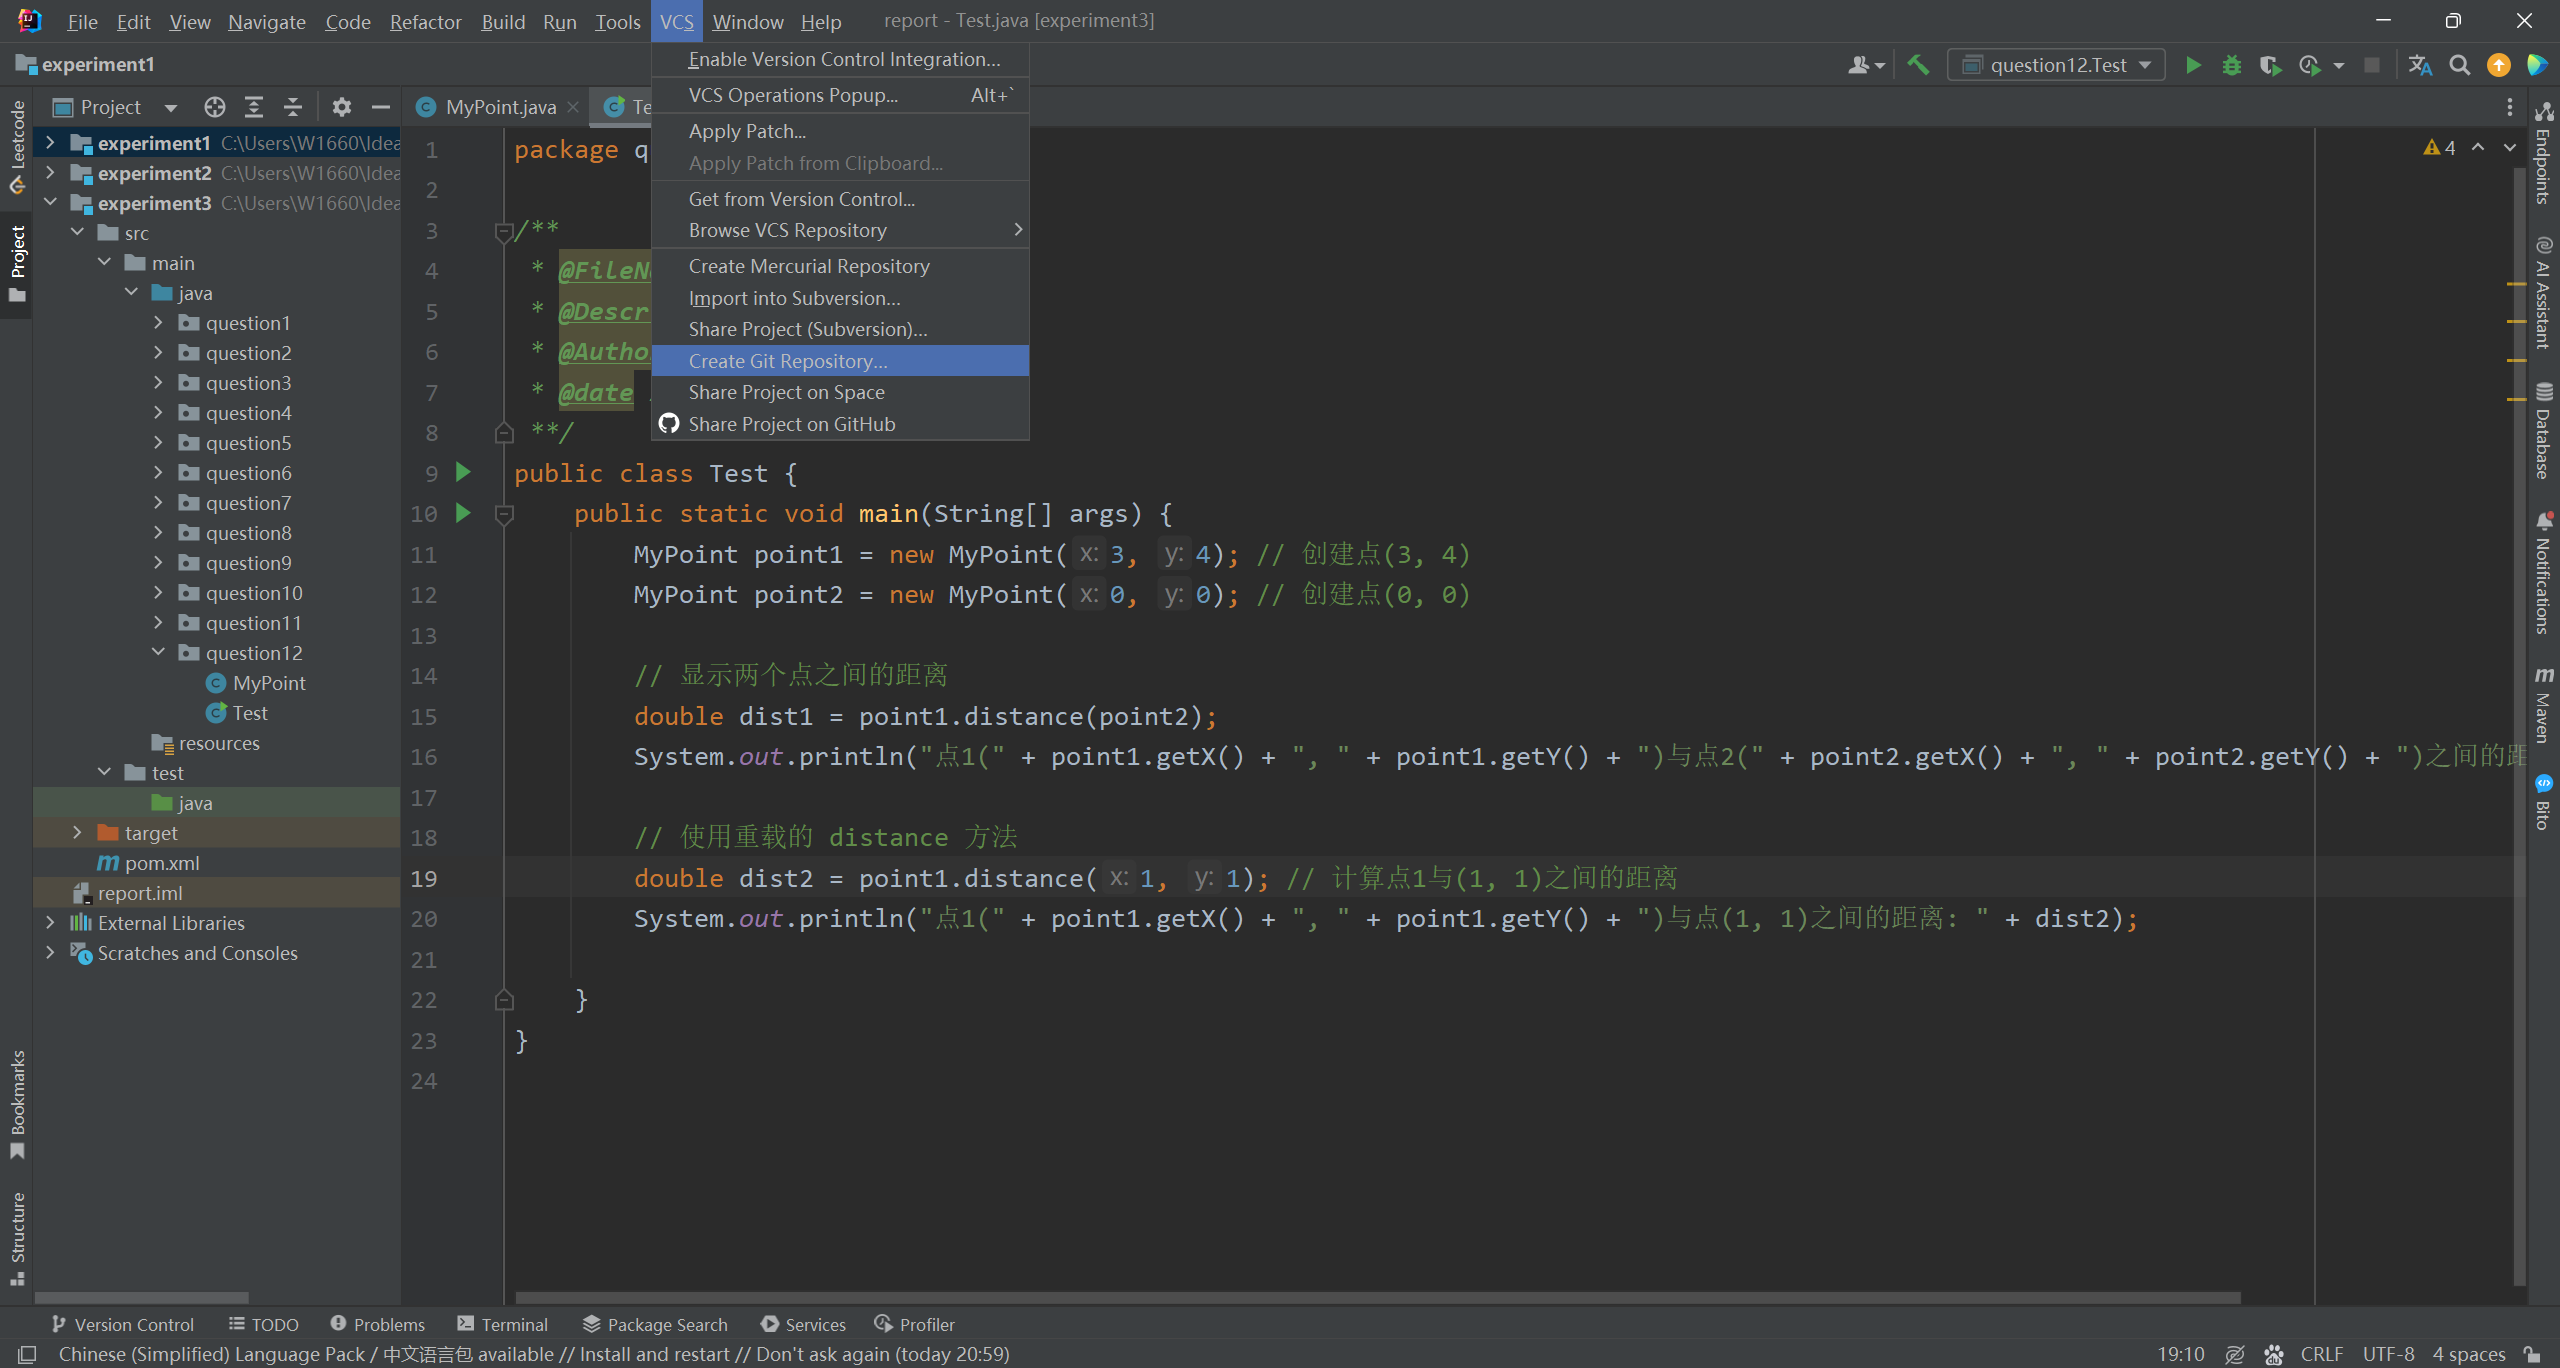 File Edit View Navigate Code Refactor Build Run Tools VCS Window Help report - Test.java [experiment3]
experiment1
question12.Test
Leetcode
Project
Bookmarks
Structure
Project
experiment1 C:\Users\W1660\Idea
experiment2 C:\Users\W1660\Idea
experiment3 C:\Users\W1660\Idea
src
main
java
question1
question2
question3
question4
question5
question6
question7
question8
question9
question10
question11
question12
MyPoint
Test
resources
test
java
target
pom.xml
report.iml
External Libraries
Scratches and Consoles
MyPoint.java
Te
Enable Version Control Integration...
VCS Operations Popup... Alt+`
Apply Patch...
Apply Patch from Clipboard...
Get from Version Control...
Browse VCS Repository
Create Mercurial Repository
Import into Subversion...
Share Project (Subversion)...
Create Git Repository...
Share Project on Space
Share Project on GitHub
4
1 package q
2
3 /**
4 * @FileN
5 * @Descr
6 * @Autho
7 * @date
8 **/
9 public class Test {
10 public static void main(String[] args) {
11 MyPoint point1 = new MyPoint( x: 3, y: 4); // 创建点(3, 4)
12 MyPoint point2 = new MyPoint( x: 0, y: 0); // 创建点(0, 0)
13
14 // 显示两个点之间的距离
15 double dist1 = point1.distance(point2);
16 System.out.println("点1(" + point1.getX() + ", " + point1.getY() + ")与点2(" + point2.getX() + ", " + point2.getY() + ")之间的距
17
18 // 使用重载的 distance 方法
19 double dist2 = point1.distance( x: 1, y: 1); // 计算点1与(1, 1)之间的距离
20 System.out.println("点1(" + point1.getX() + ", " + point1.getY() + ")与点(1, 1)之间的距离: " + dist2);
21
22 }
23 }
24
Endpoints
AI Assistant
Database
Notifications
Maven
Bito
Version Control TODO Problems Terminal Package Search Services Profiler
Chinese (Simplified) Language Pack / 中文语言包 available // Install and restart // Don't ask again (today 20:59)
19:10 CRLF UTF-8 4 spaces